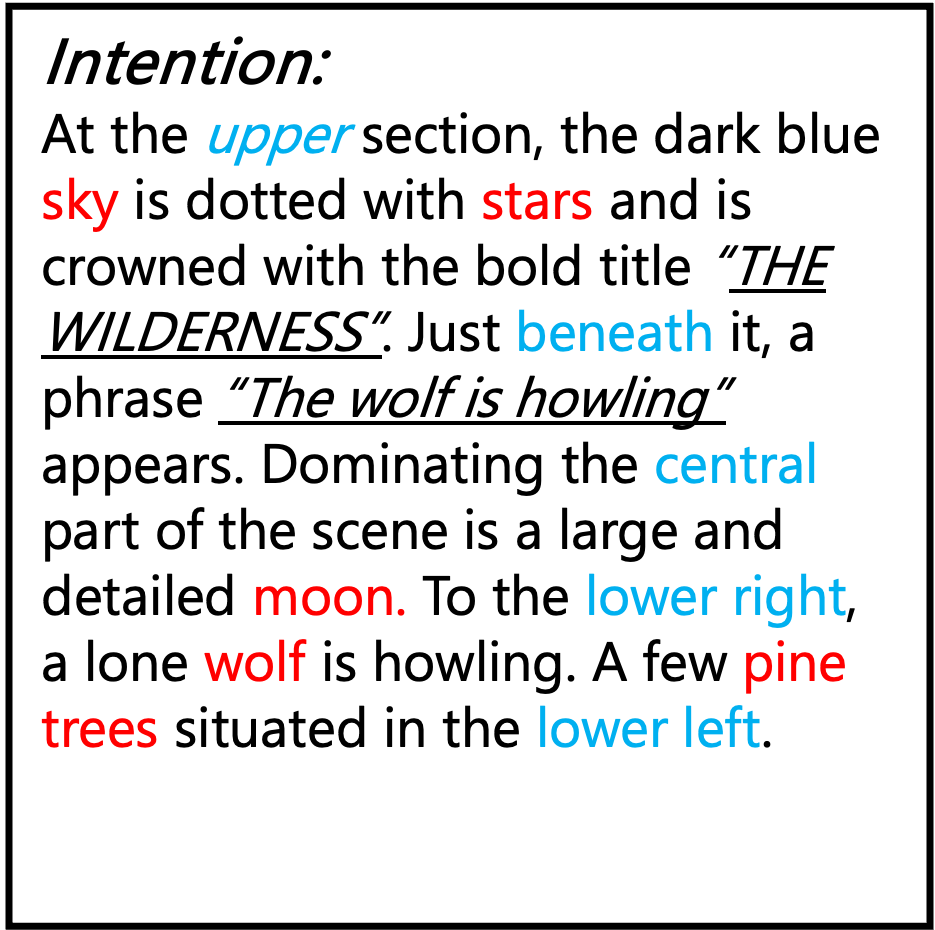 Intention:
At the upper section, the dark blue
sky is dotted with stars and is
crowned with the bold title “THE
WILDERNESS”. Just beneath it, a
phrase “The wolf is howling”
appears. Dominating the central
part of the scene is a large and
detailed moon. To the lower right,
a lone wolf is howling. A few pine
trees situated in the lower left.